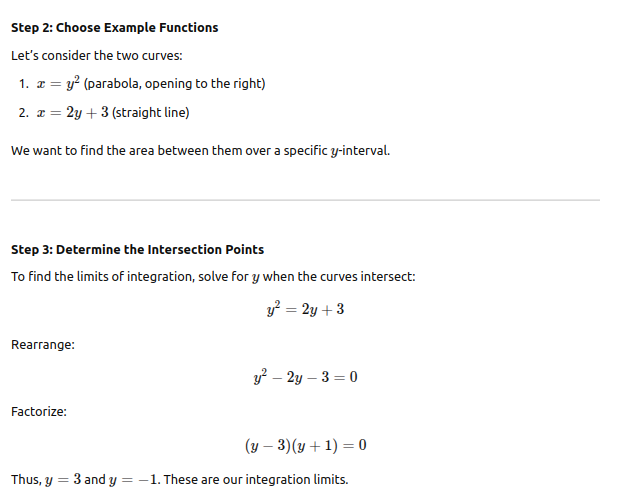 Step 2: Choose Example Functions
Let's consider the two curves:
1. x = y² (parabola, opening to the right)
2. x = 2y + 3 (straight line)
We want to find the area between them over a specific y-interval.
Step 3: Determine the Intersection Points
To find the limits of integration, solve for y when the curves intersect:
y² = 2y + 3
Rearrange:
y² − 2y − 3 = 0
Factorize:
(y − 3)(y + 1) = 0
Thus, y = 3 and y = −1. These are our integration limits.